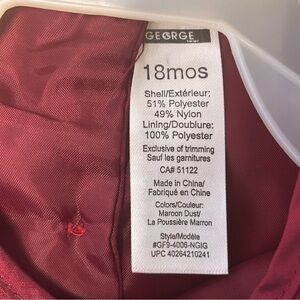 GEORGE
18mos
Shell/Extérieur:
51% Polyester
49% Nylon
Lining/Doublure:
100% Polyester
Exclusive of trimming
Sauf les garnitures
CA# 51122
Made in China/
Fabriqué en Chine
Colors/Couleur:
Maroon Dust/
La Poussière Marron
Style/Modèle
#GF9-4006-NGIG
UPC 40264210241